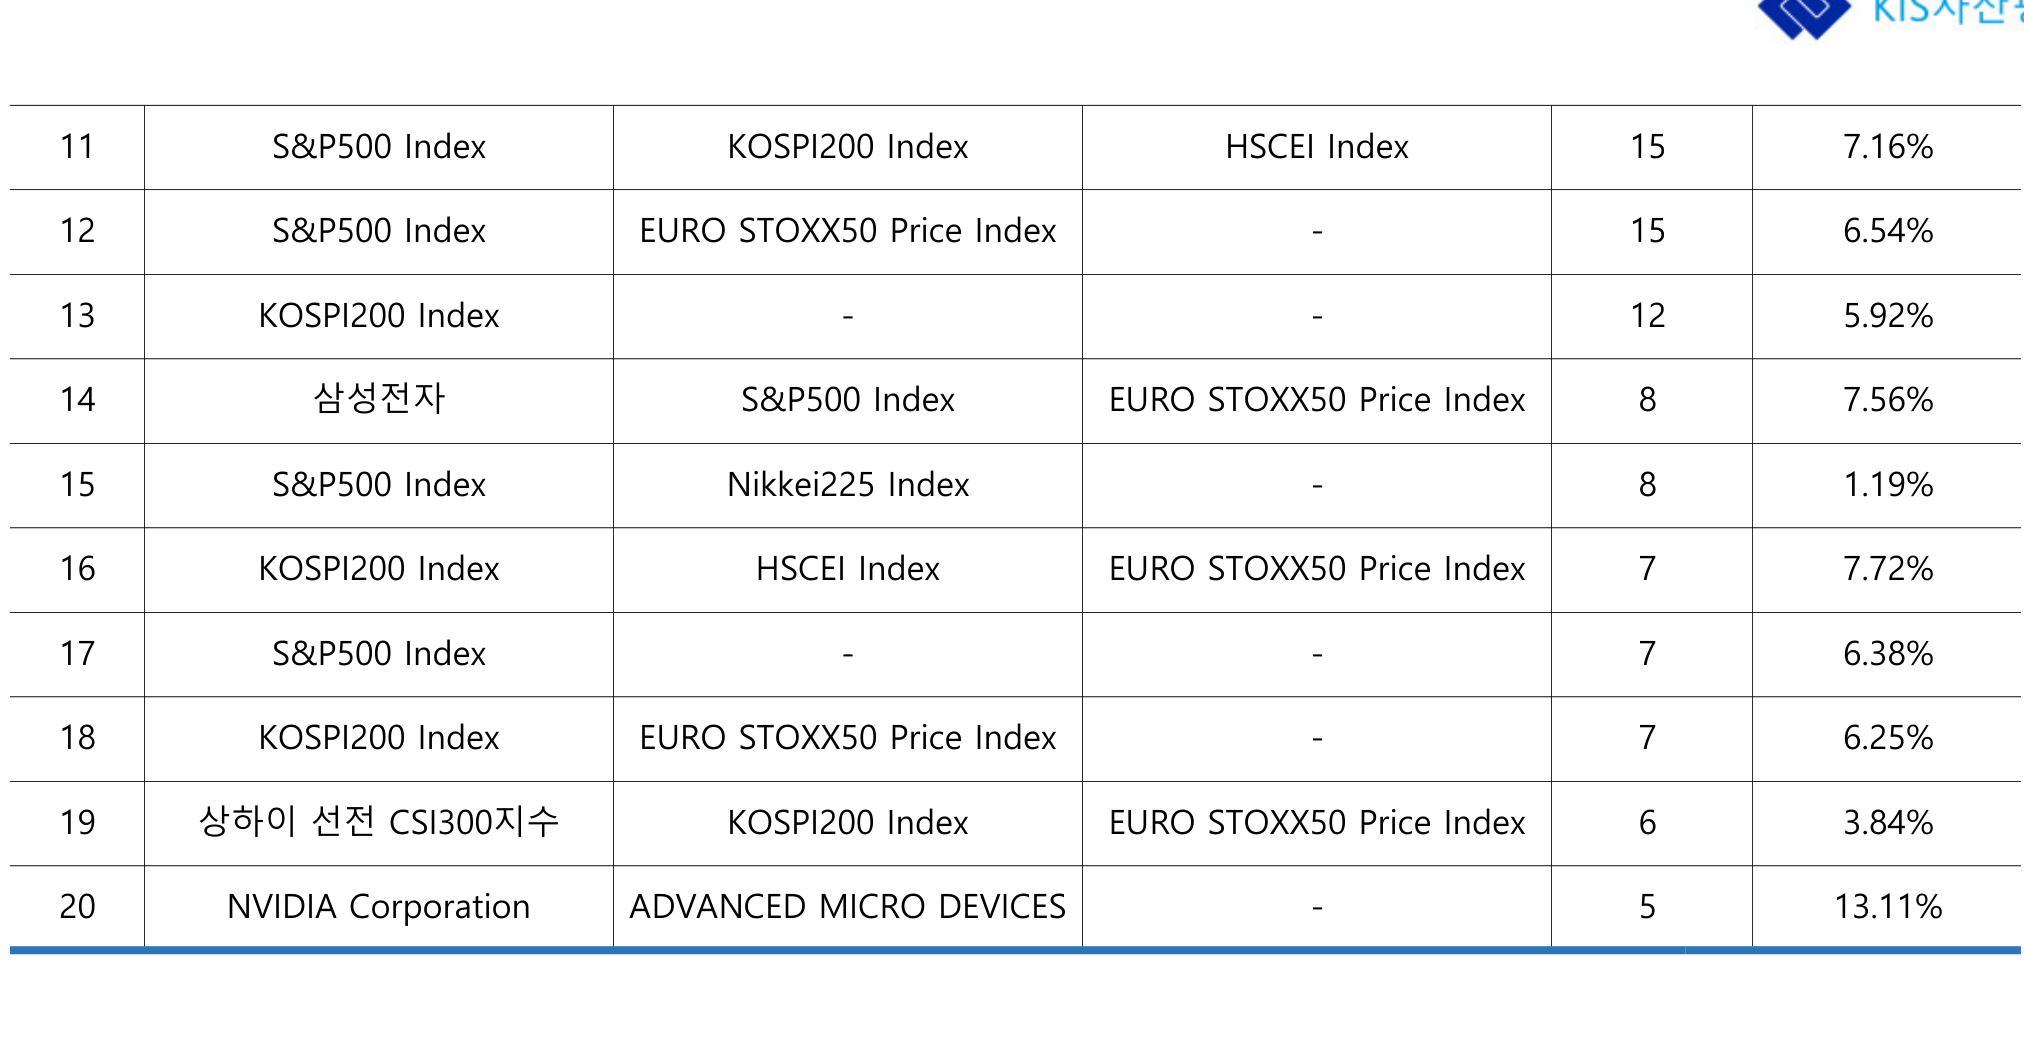 KIS자산
11 S&P500 Index KOSPI200 Index HSCEI Index 15 7.16%
12 S&P500 Index EURO STOXX50 Price Index - 15 6.54%
13 KOSPI200 Index - - 12 5.92%
14 삼성전자 S&P500 Index EURO STOXX50 Price Index 8 7.56%
15 S&P500 Index Nikkei225 Index - 8 1.19%
16 KOSPI200 Index HSCEI Index EURO STOXX50 Price Index 7 7.72%
17 S&P500 Index - - 7 6.38%
18 KOSPI200 Index EURO STOXX50 Price Index - 7 6.25%
19 상하이 선전 CSI300지수 KOSPI200 Index EURO STOXX50 Price Index 6 3.84%
20 NVIDIA Corporation ADVANCED MICRO DEVICES - 5 13.11%